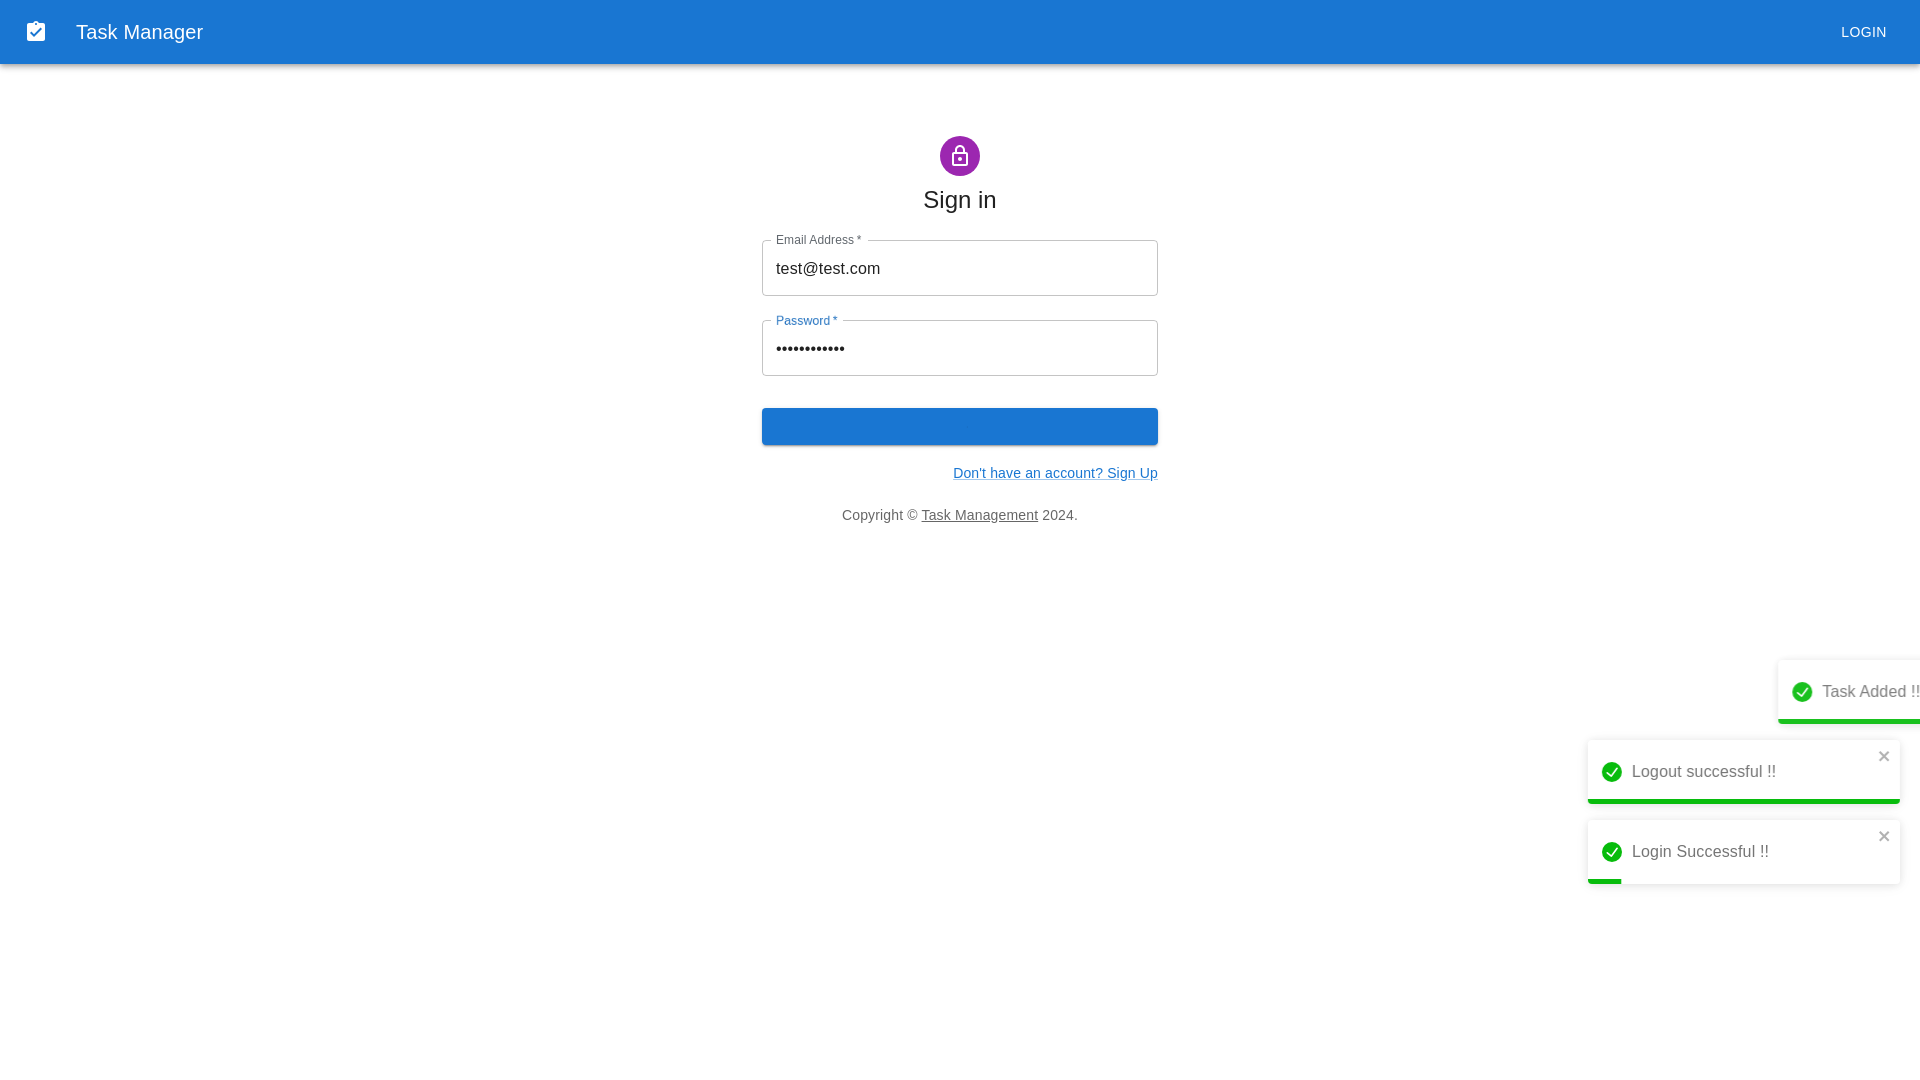 Task Manager
LOGIN
Sign in
Email Address *
test@test.com
Password *
••••••••••••
Don't have an account? Sign Up
Copyright © Task Management 2024.
Task Added !!
Logout successful !!
Login Successful !!